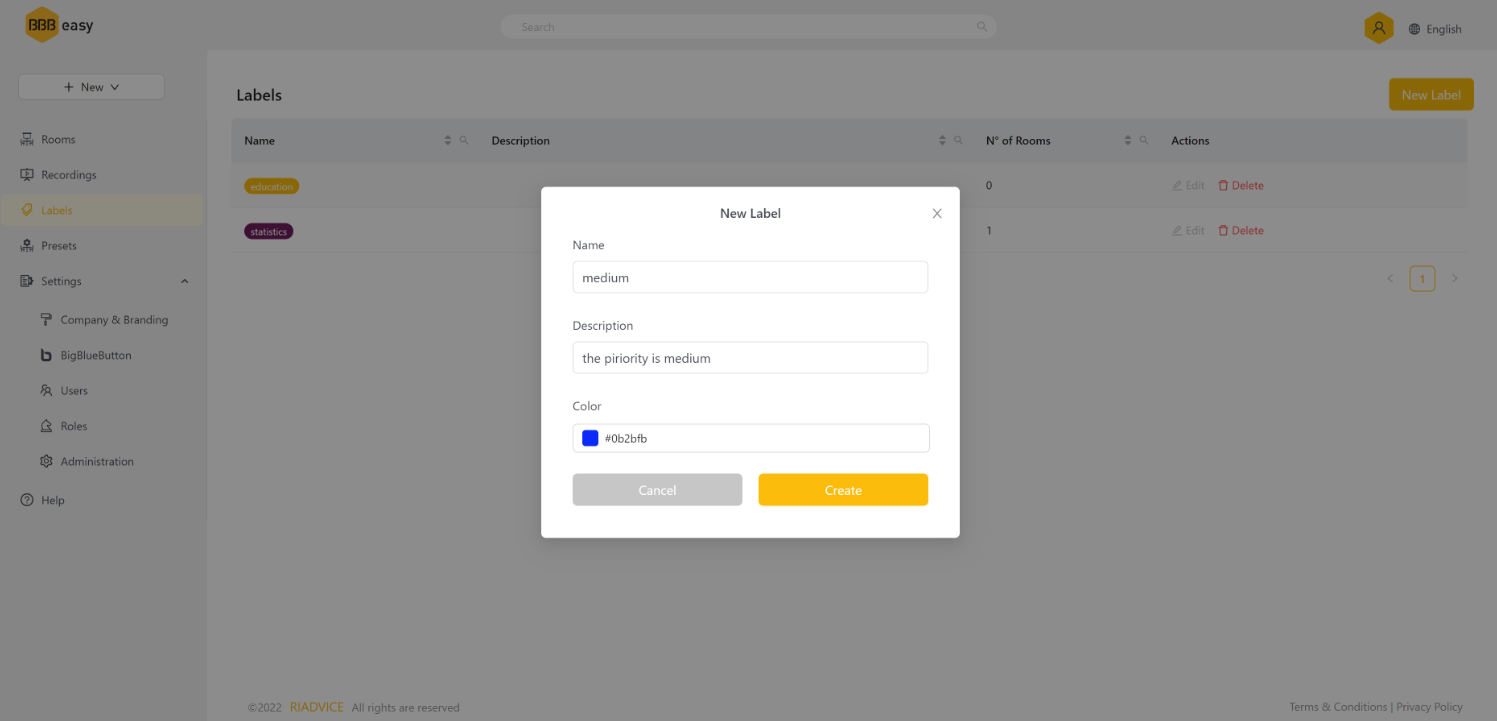 BBB easy
Search
English
New
Rooms
Recordings
Labels
Presets
Settings
Company & Branding
BigBlueButton
Users
Roles
Administration
Help
Labels
New Label
Name Description N° of Rooms Actions
education 0 Edit Delete
statistics 1 Edit Delete
1
New Label
Name
medium
Description
the piriority is medium
Color
#0b2bfb
Cancel Create
©2022 RIADVICE All rights are reserved
Terms & Conditions | Privacy Policy